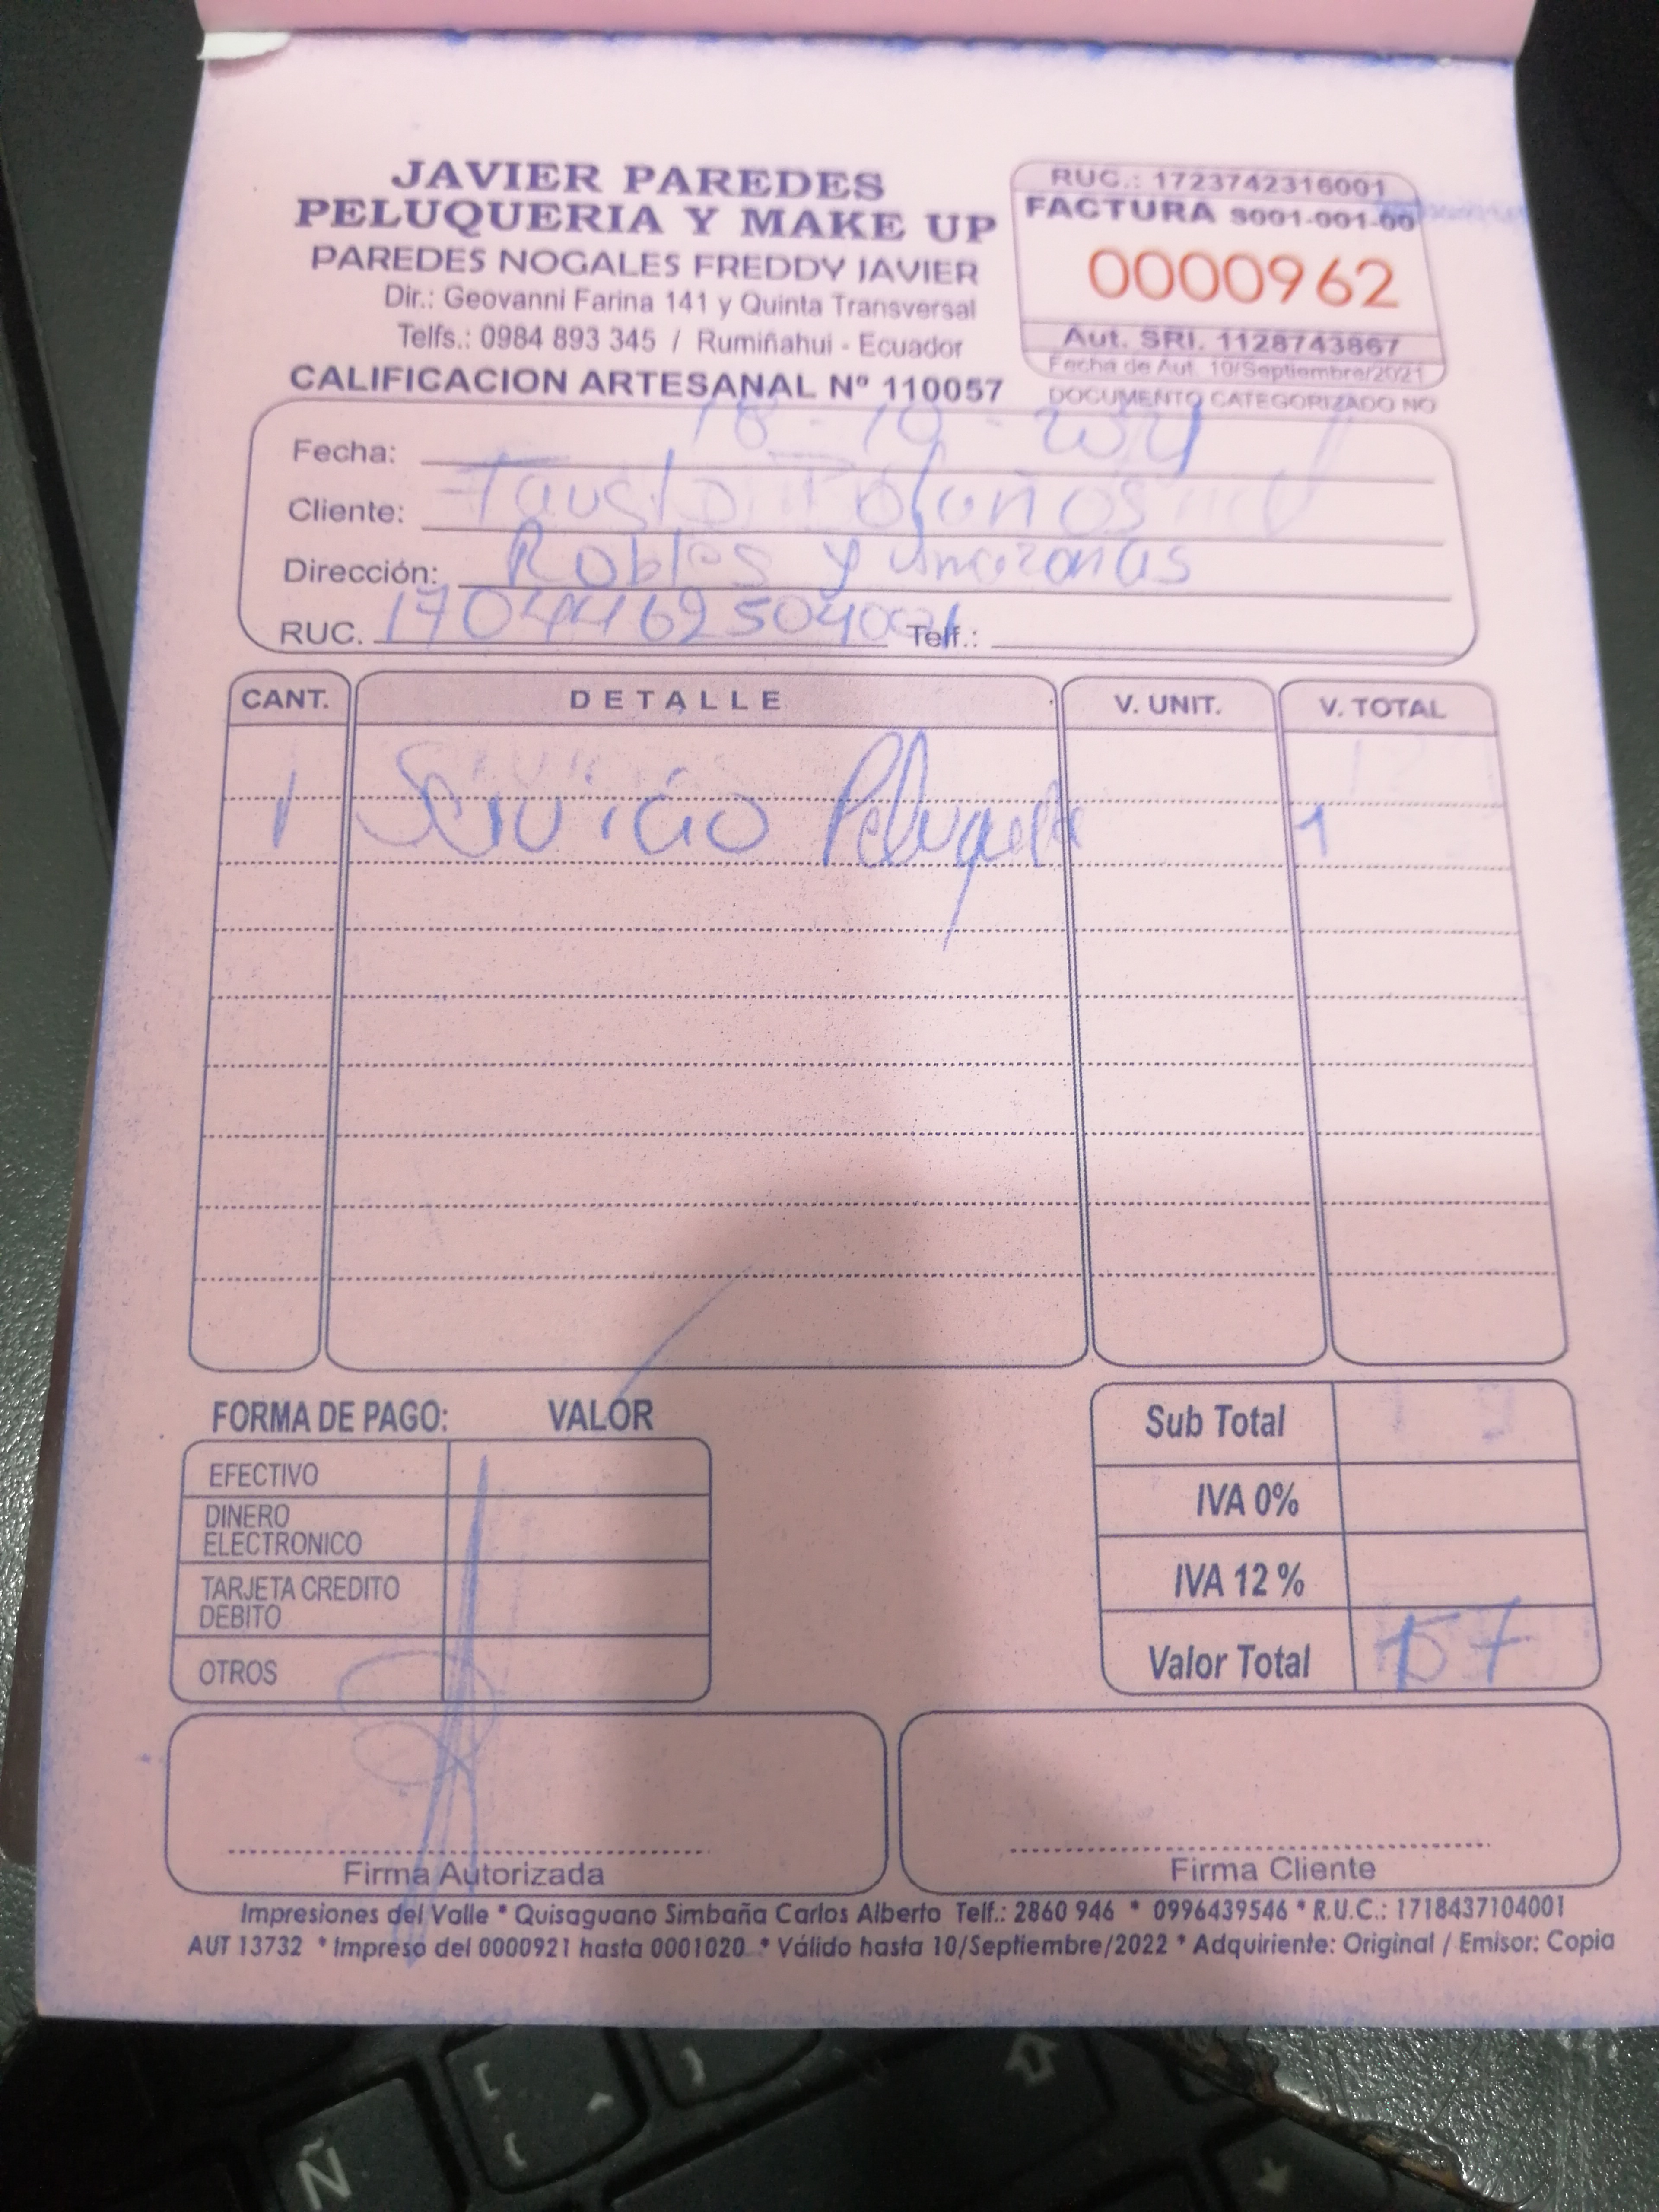 JAVIER PAREDES
PELUQUERIA Y MAKE UP
PAREDES NOGALES FREDDY JAVIER
Dir.: Geovanni Farina 141 y Quinta Transversal
Telfs.: 0984 893 345 / Rumiñahui - Ecuador
CALIFICACION ARTESANAL Nº 110057
RUC.: 1723742316001
FACTURA S001-001-00
0000962
Aut. SRI. 1128743867
Fecha de Aut. 10/Septiembre/2021
DOCUMENTO CATEGORIZADO NO
Fecha: 18 - 10 - 2021
Cliente: Fausto Bolaños
Dirección: Robles y amazonas
RUC. Telf.:
CANT. DETALLE V. UNIT. V. TOTAL
1 Servicio 1
FORMA DE PAGO: VALOR
EFECTIVO
DINERO ELECTRONICO
TARJETA CREDITO DEBITO
OTROS
Sub Total
IVA 0%
IVA 12 %
Valor Total
Firma Autorizada
Firma Cliente
Impresiones del Valle * Quisaguano Simbaña Carlos Alberto Telf.: 2860 946 * 0996439546 * R.U.C.: 1718437104001
AUT 13732 * Impreso del 0000921 hasta 0001020 * Válido hasta 10/Septiembre/2022 * Adquiriente: Original / Emisor: Copia
Ñ